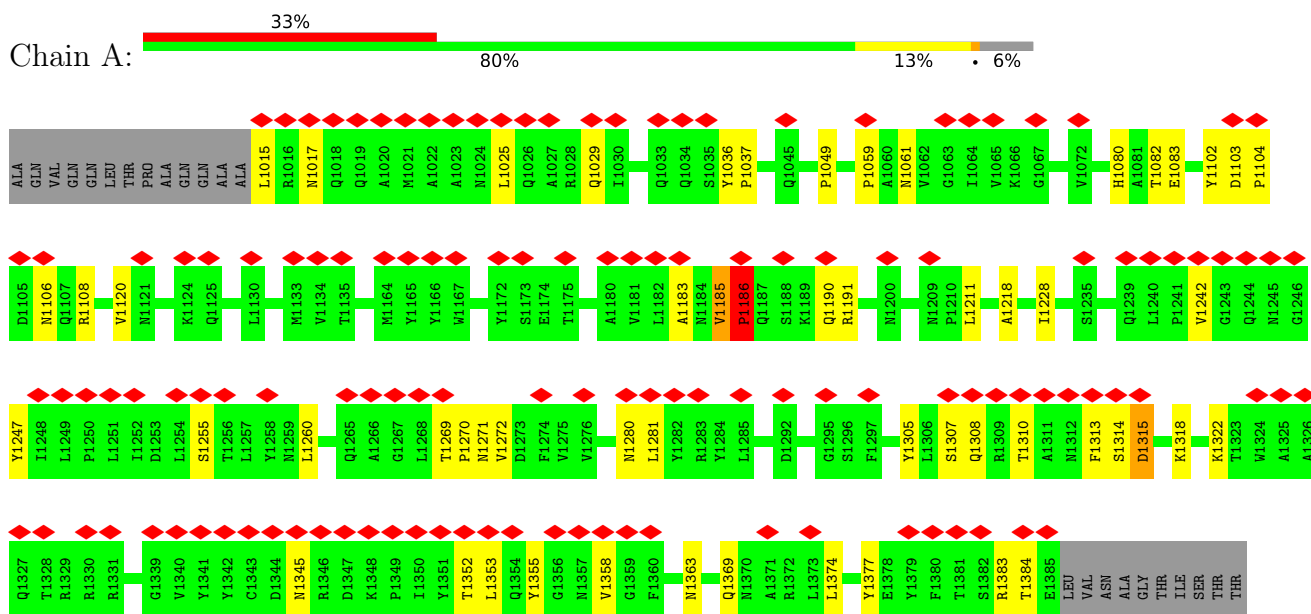 33%
Chain A:
80% 13% • 6%
ALA GLN VAL GLN GLN LEU THR PRO ALA GLN GLN ALA ALA L1015 R1016 N1017 Q1018 Q1019 A1020 M1021 A1022 A1023 N1024 L1025 Q1026 A1027 R1028 Q1029 I1030 Q1033 Q1034 S1035 Y1036 P1037 Q1045 P1049 P1059 A1060 N1061 V1062 G1063 I1064 V1065 K1066 G1067 V1072 H1080 A1081 T1082 E1083 Y1102 D1103 P1104
D1105 N1106 Q1107 R1108 V1120 N1121 K1124 Q1125 L1130 M1133 V1134 T1135 M1164 Y1165 Y1166 W1167 Y1172 S1173 E1174 T1175 A1180 V1181 L1182 A1183 N1184 V1185 P1186 Q1187 S1188 K1189 Q1190 R1191 N1200 N1209 P1210 L1211 A1218 I1228 S1235 Q1239 L1240 P1241 V1242 G1243 Q1244 N1245 G1246
Y1247 I1248 L1249 P1250 L1251 I1252 D1253 L1254 S1255 T1256 L1257 Y1258 N1259 L1260 Q1265 A1266 G1267 L1268 T1269 P1270 N1271 V1272 D1273 F1274 V1275 V1276 N1280 L1281 Y1282 R1283 Y1284 L1285 D1292 G1295 S1296 F1297 Y1305 L1306 S1307 Q1308 R1309 T1310 A1311 N1312 F1313 S1314 D1315 K1318 K1322 T1323 W1324 A1325 A1326
Q1327 T1328 R1329 R1330 R1331 G1339 V1340 Y1341 Y1342 C1343 D1344 N1345 R1346 D1347 K1348 P1349 I1350 Y1351 T1352 L1353 Q1354 Y1355 G1356 N1357 V1358 G1359 F1360 N1363 Q1369 N1370 A1371 R1372 L1373 L1374 Y1377 E1378 Y1379 F1380 T1381 S1382 R1383 T1384 E1385 LEU VAL ASN ALA GLY THR ILE SER THR THR